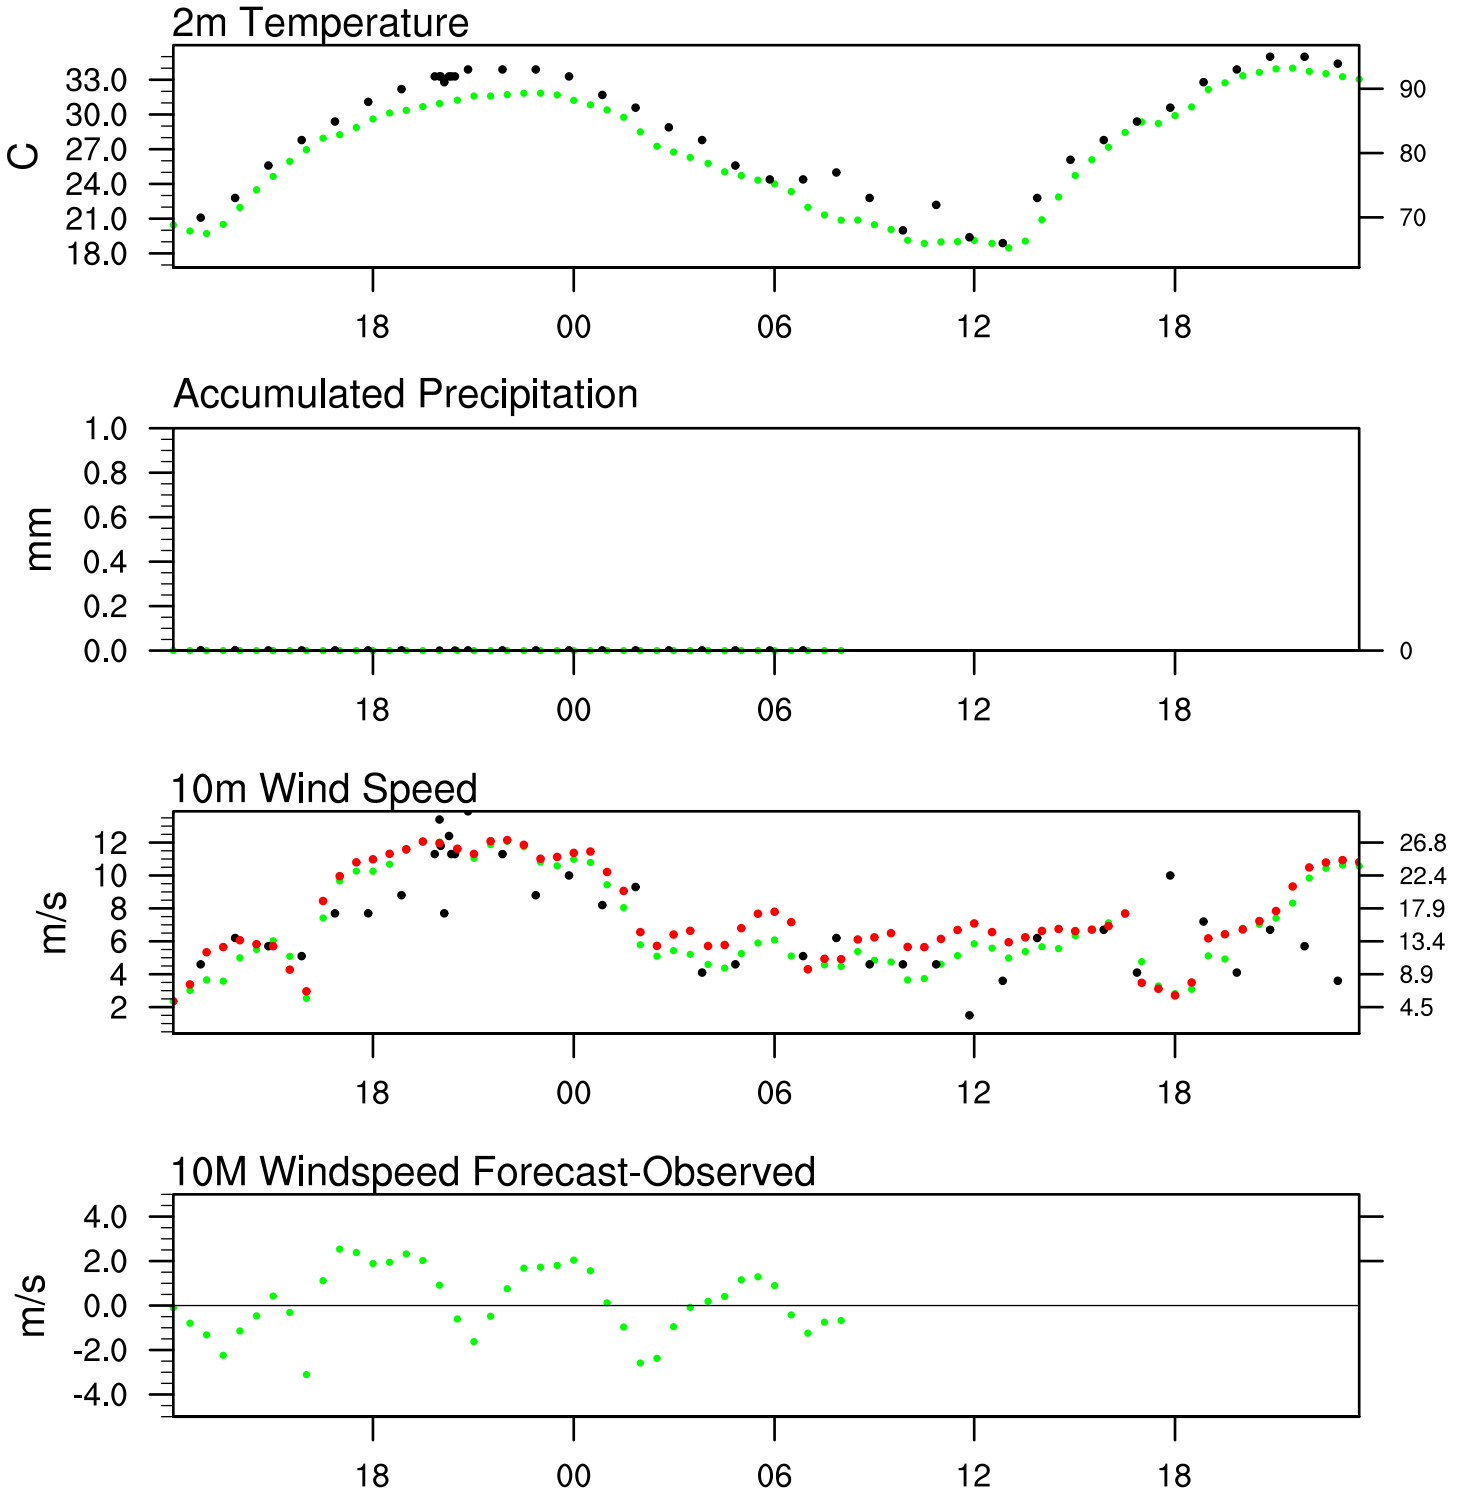 2m Temperature
33.0
30.0
27.0
24.0
21.0
18.0
C
90
80
70
18 00 06 12 18
Accumulated Precipitation
1.0
0.8
0.6
0.4
0.2
0.0
mm
0
18 00 06 12 18
10m Wind Speed
12
10
8
6
4
2
m/s
26.8
22.4
17.9
13.4
8.9
4.5
18 00 06 12 18
10M Windspeed Forecast-Observed
4.0
2.0
0.0
-2.0
-4.0
m/s
18 00 06 12 18